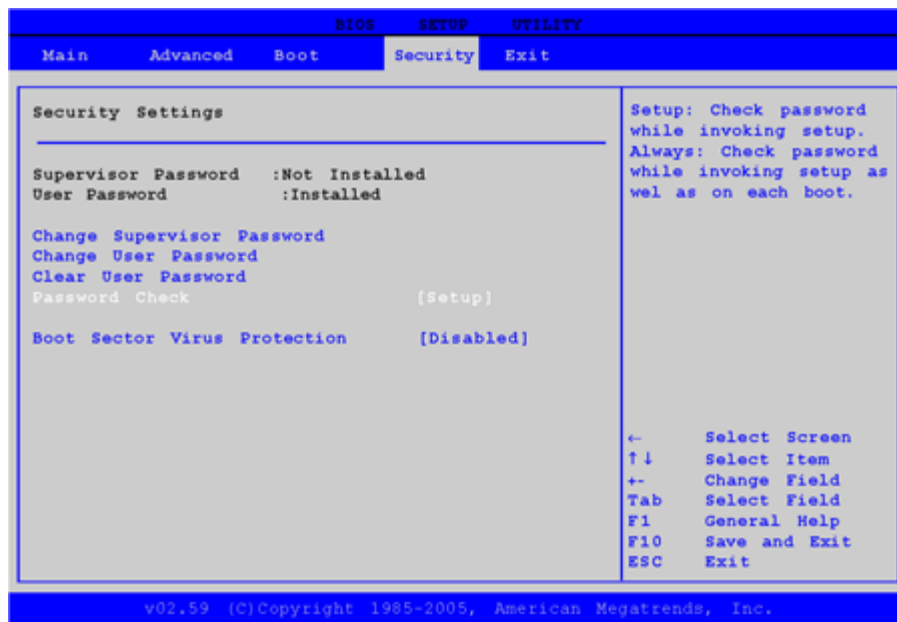 BIOS SETUP UTILITY
Main Advanced Boot Security Exit
Security Settings
Supervisor Password :Not Installed
User Password :Installed
Change Supervisor Password
Change User Password
Clear User Password
Password Check [Setup]
Boot Sector Virus Protection [Disabled]
Setup: Check password
while invoking setup.
Always: Check password
while invoking setup as
wel as on each boot.
← Select Screen
↑↓ Select Item
+- Change Field
Tab Select Field
F1 General Help
F10 Save and Exit
ESC Exit
v02.59 (C)Copyright 1985-2005, American Megatrends, Inc.